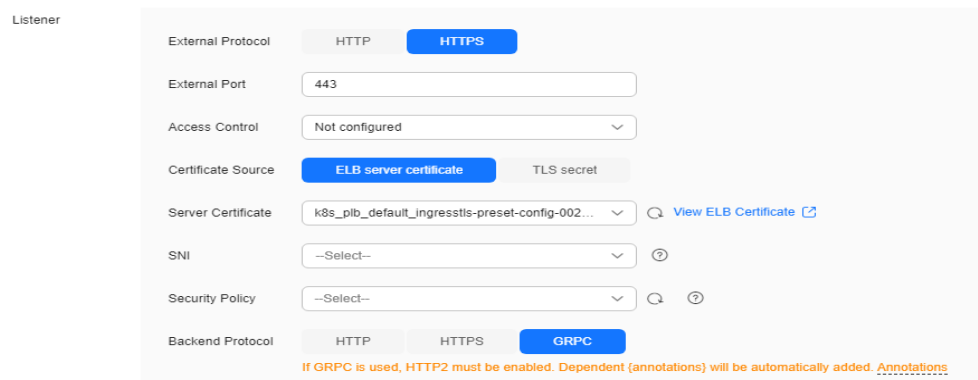 Listener
External Protocol HTTP HTTPS
External Port 443
Access Control Not configured
Certificate Source ELB server certificate TLS secret
Server Certificate k8s_plb_default_ingresstls-preset-config-002... View ELB Certificate
SNI --Select--
Security Policy --Select--
Backend Protocol HTTP HTTPS GRPC
If GRPC is used, HTTP2 must be enabled. Dependent {annotations} will be automatically added. Annotations